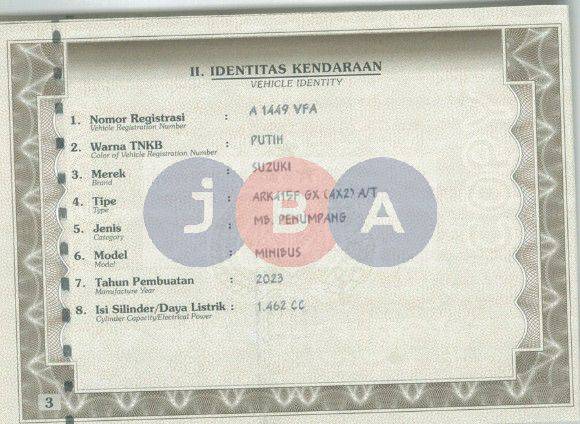 II. IDENTITAS KENDARAAN
VEHICLE IDENTITY
1. Nomor Registrasi : A 1449 VFA
Vehicle Registration Number
2. Warna TNKB : PUTIH
Color of Vehicle Registration Number
3. Merek : SUZUKI
Brand
4. Tipe : ARK415F GX (4X2) A/T
Type
5. Jenis : MB. PENUMPANG
Category
6. Model : MINIBUS
Model
7. Tahun Pembuatan : 2023
Manufacture Year
8. Isi Silinder/Daya Listrik : 1.462 CC
Cylinder Capacity/Electrical Power
JBA
3